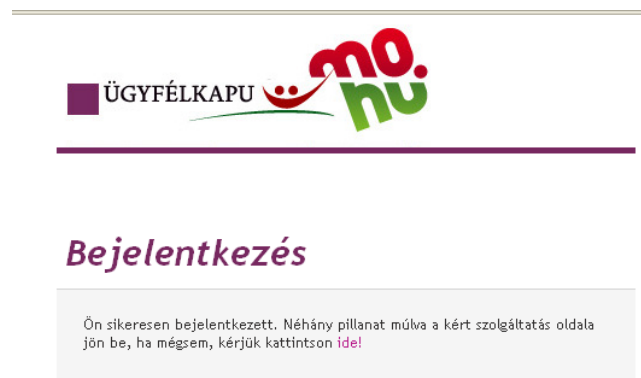 ÜGYFÉLKAPU
mo.
hu
Bejelentkezés
Ön sikeresen bejelentkezett. Néhány pillanat múlva a kért szolgáltatás oldala
jön be, ha mégsem, kérjük kattintson ide!